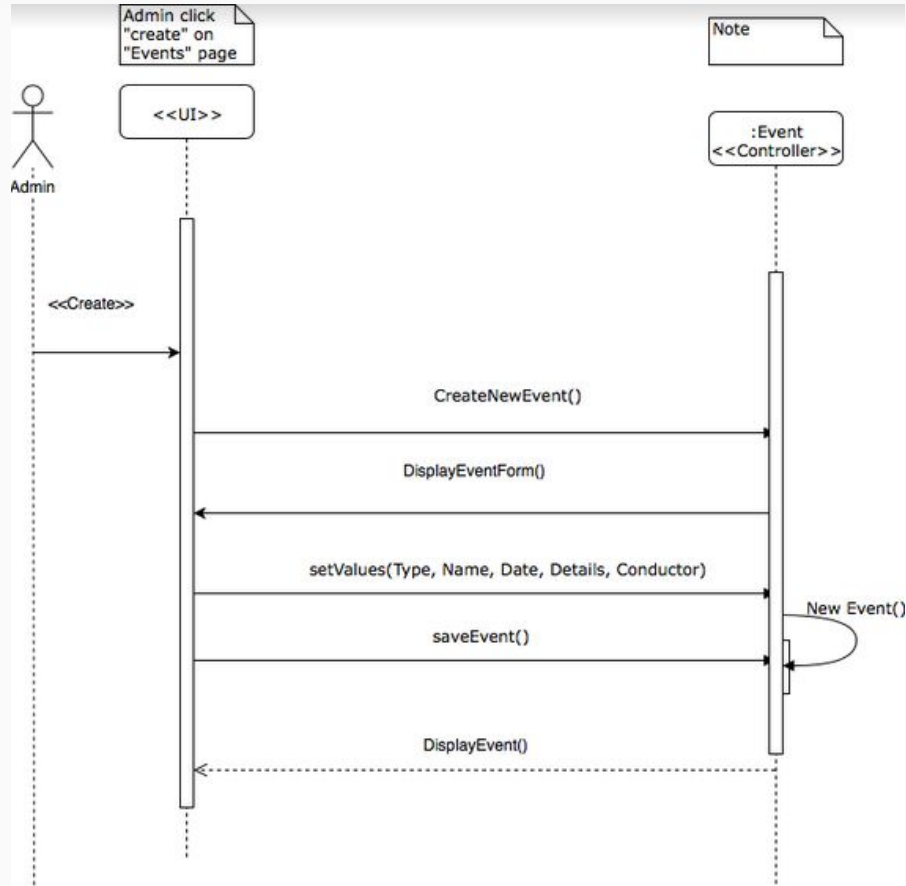 Admin click
"create" on
"Events" page
Note
<<UI>>
:Event
<<Controller>>
Admin
<<Create>>
CreateNewEvent()
DisplayEventForm()
setValues(Type, Name, Date, Details, Conductor)
New Event()
saveEvent()
DisplayEvent()